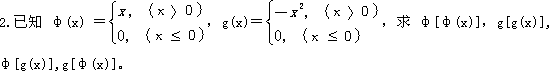 2.已知 φ(x) = { x, (x 〉0) ; 0, (x ≤ 0) , g(x)= { −x², (x 〉0) ; 0, (x ≤ 0) , 求 φ[φ(x)], g[g(x)],
φ[g(x)],g[φ(x)]。